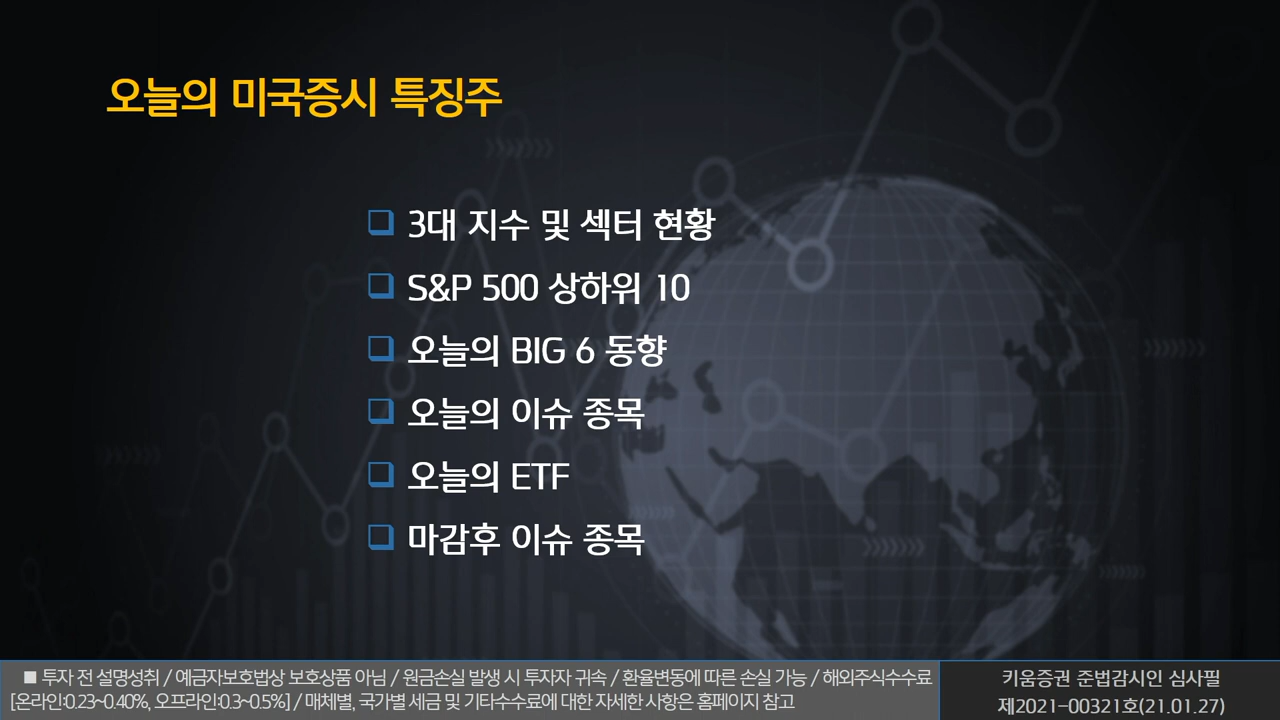 오늘의 미국증시 특징주
3대 지수 및 섹터 현황
S&P 500 상하위 10
오늘의 BIG 6 동향
오늘의 이슈 종목
오늘의 ETF
마감후 이슈 종목
■ 투자 전 설명성취 / 예금자보호법상 보호상품 아님 / 원금손실 발생 시 투자자 귀속 / 환율변동에 따른 손실 가능 / 해외주식수수료
[온라인:0.23~0.40%, 오프라인:0.3~0.5%] / 매체별, 국가별 세금 및 기타수수료에 대한 자세한 사항은 홈페이지 참고
키움증권 준법감시인 심사필
제2021-00321호(21.01.27)